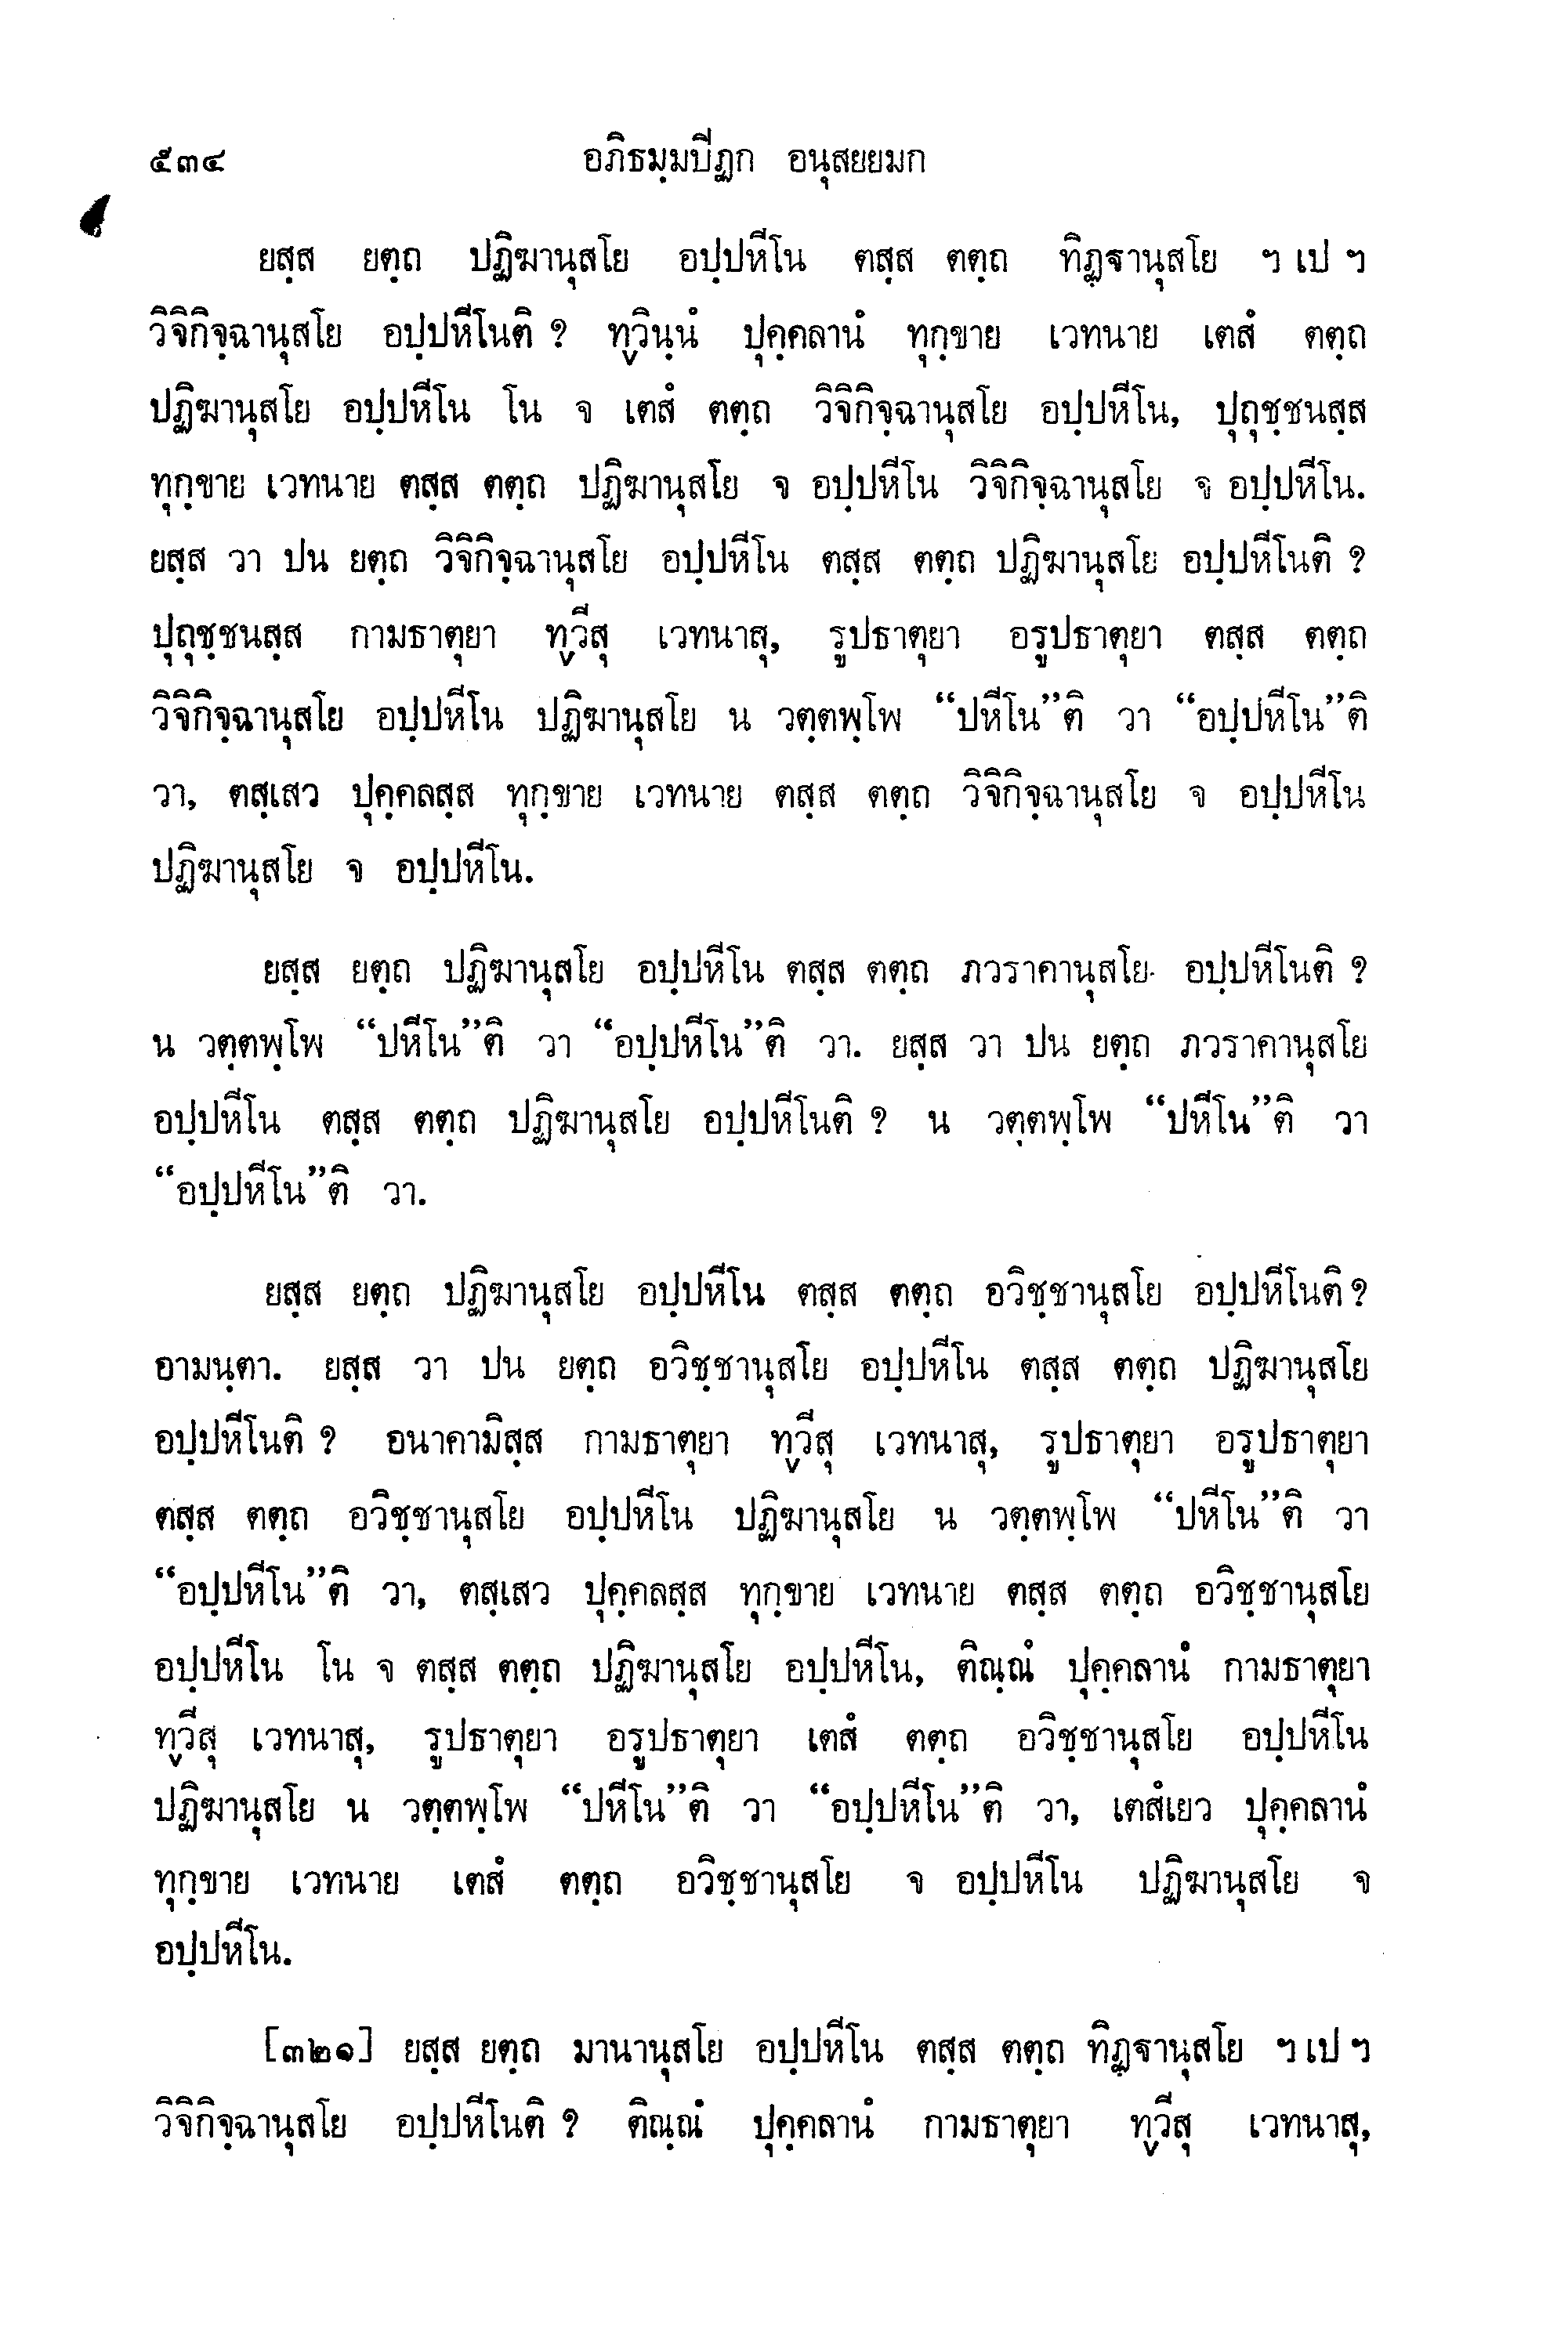 ๕๓๔ อภิธมฺมปีฏก อนุสยยมก
ยสฺส ยตฺถ ปฏิฆานุสโย อปฺปหีโน ตสฺส ตตฺถ ทิฏฺฐานุสโย ฯ เป ฯ
วิจิกิจฺฉานุสโย อปฺปหีโนติ ? ทฺวินฺนํ ปุคฺคลานํ ทุกฺขาย เวทนาย เตสํ ตตฺถ
ปฏิฆานุสโย อปฺปหีโน โน จ เตสํ ตตฺถ วิจิกิจฺฉานุสโย อปฺปหีโน, ปุถุชฺชนสฺส
ทุกฺขาย เวทนาย ตสฺส ตตฺถ ปฏิฆานุสโย จ อปฺปหีโน วิจิกิจฺฉานุสโย จ อปฺปหีโน.
ยสฺส วา ปน ยตฺถ วิจิกิจฺฉานุสโย อปฺปหีโน ตสฺส ตตฺถ ปฏิฆานุสโย อปฺปหีโนติ ?
ปุถุชฺชนสฺส กามธาตุยา ทฺวีสุ เวทนาสุ, รูปธาตุยา อรูปธาตุยา ตสฺส ตตฺถ
วิจิกิจฺฉานุสโย อปฺปหีโน ปฏิฆานุสโย น วตฺตพฺโพ “ปหีโน”ติ วา “อปฺปหีโน”ติ
วา, ตสฺเสว ปุคฺคลสฺส ทุกฺขาย เวทนาย ตสฺส ตตฺถ วิจิกิจฺฉานุสโย จ อปฺปหีโน
ปฏิฆานุสโย จ อปฺปหีโน.
ยสฺส ยตฺถ ปฏิฆานุสโย อปฺปหีโน ตสฺส ตตฺถ ภวราคานุสโย อปฺปหีโนติ ?
น วตฺตพฺโพ “ปหีโน”ติ วา “อปฺปหีโน”ติ วา. ยสฺส วา ปน ยตฺถ ภวราคานุสโย
อปฺปหีโน ตสฺส ตตฺถ ปฏิฆานุสโย อปฺปหีโนติ ? น วตฺตพฺโพ “ปหีโน”ติ วา
“อปฺปหีโน”ติ วา.
ยสฺส ยตฺถ ปฏิฆานุสโย อปฺปหีโน ตสฺส ตตฺถ อวิชฺชานุสโย อปฺปหีโนติ ?
อามนฺตา. ยสฺส วา ปน ยตฺถ อวิชฺชานุสโย อปฺปหีโน ตสฺส ตตฺถ ปฏิฆานุสโย
อปฺปหีโนติ ? อนาคามิสฺส กามธาตุยา ทฺวีสุ เวทนาสุ, รูปธาตุยา อรูปธาตุยา
ตสฺส ตตฺถ อวิชฺชานุสโย อปฺปหีโน ปฏิฆานุสโย น วตฺตพฺโพ “ปหีโน”ติ วา
“อปฺปหีโน”ติ วา, ตสฺเสว ปุคฺคลสฺส ทุกฺขาย เวทนาย ตสฺส ตตฺถ อวิชฺชานุสโย
อปฺปหีโน โน จ ตสฺส ตตฺถ ปฏิฆานุสโย อปฺปหีโน, ติณฺณํ ปุคฺคลานํ กามธาตุยา
ทฺวีสุ เวทนาสุ, รูปธาตุยา อรูปธาตุยา เตสํ ตตฺถ อวิชฺชานุสโย อปฺปหีโน
ปฏิฆานุสโย น วตฺตพฺโพ “ปหีโน”ติ วา “อปฺปหีโน”ติ วา, เตสํเยว ปุคฺคลานํ
ทุกฺขาย เวทนาย เตสํ ตตฺถ อวิชฺชานุสโย จ อปฺปหีโน ปฏิฆานุสโย จ
อปฺปหีโน.
[๓๒๑] ยสฺส ยตฺถ มานานุสโย อปฺปหีโน ตสฺส ตตฺถ ทิฏฺฐานุสโย ฯ เป ฯ
วิจิกิจฺฉานุสโย อปฺปหีโนติ ? ติณฺณํ ปุคฺคลานํ กามธาตุยา ทฺวีสุ เวทนาสุ,